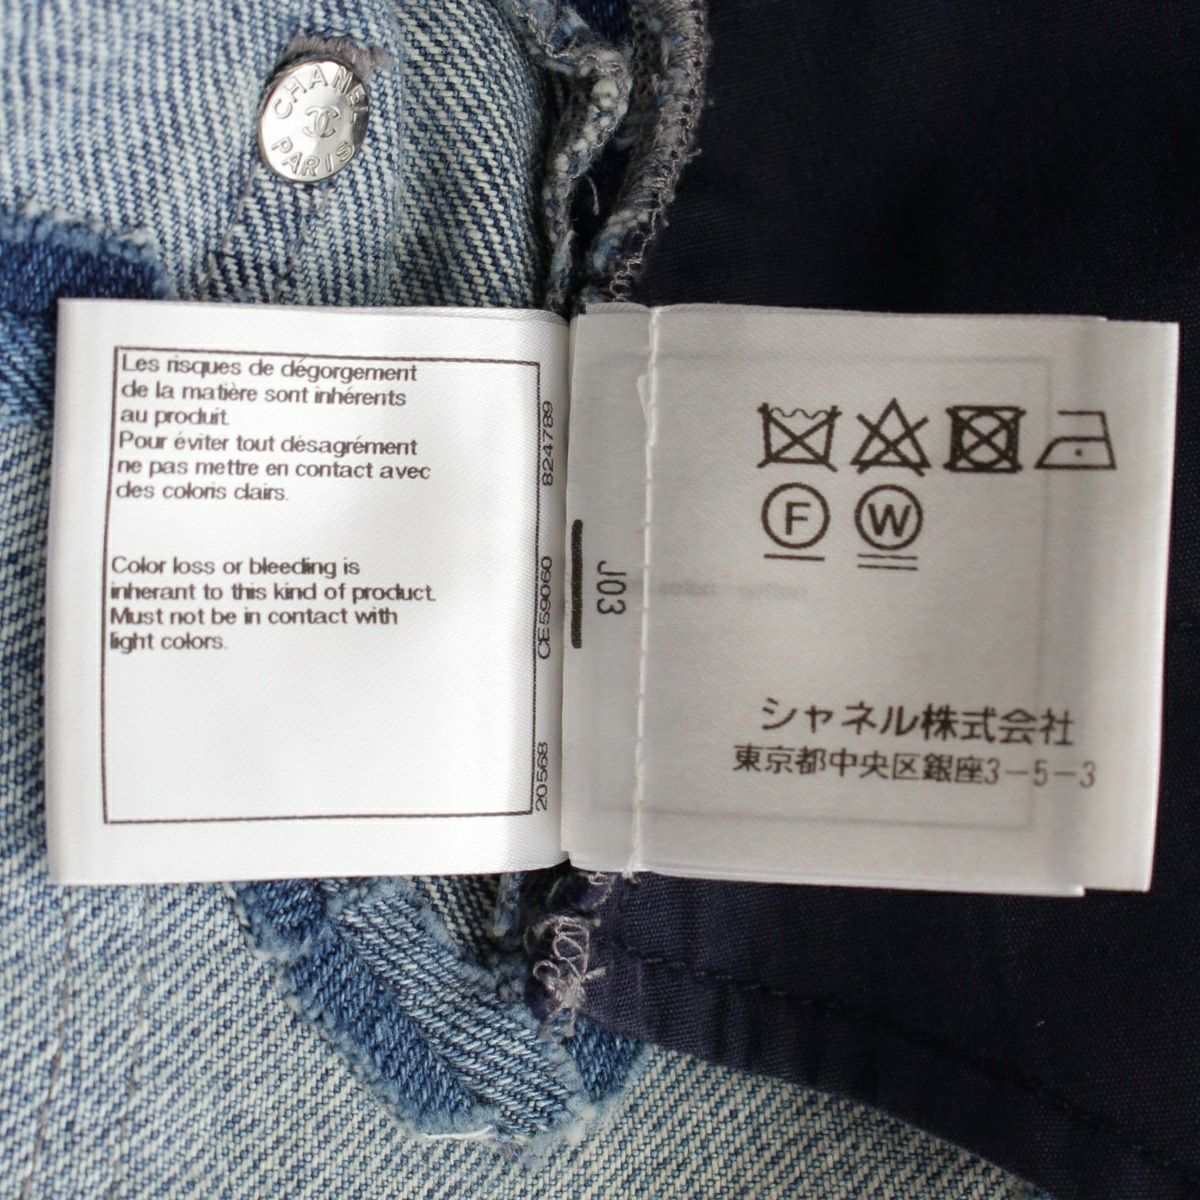 CHANEL
PARIS
Les risques de dégorgement
de la matière sont inhérents
au produit.
Pour éviter tout désagrément
ne pas mettre en contact avec
des coloris clairs.
Color loss or bleeding is
inherant to this kind of product.
Must not be in contact with
light colors.
20568 CE59060 824789
J03
F
W
シャネル株式会社
東京都中央区銀座3-5-3